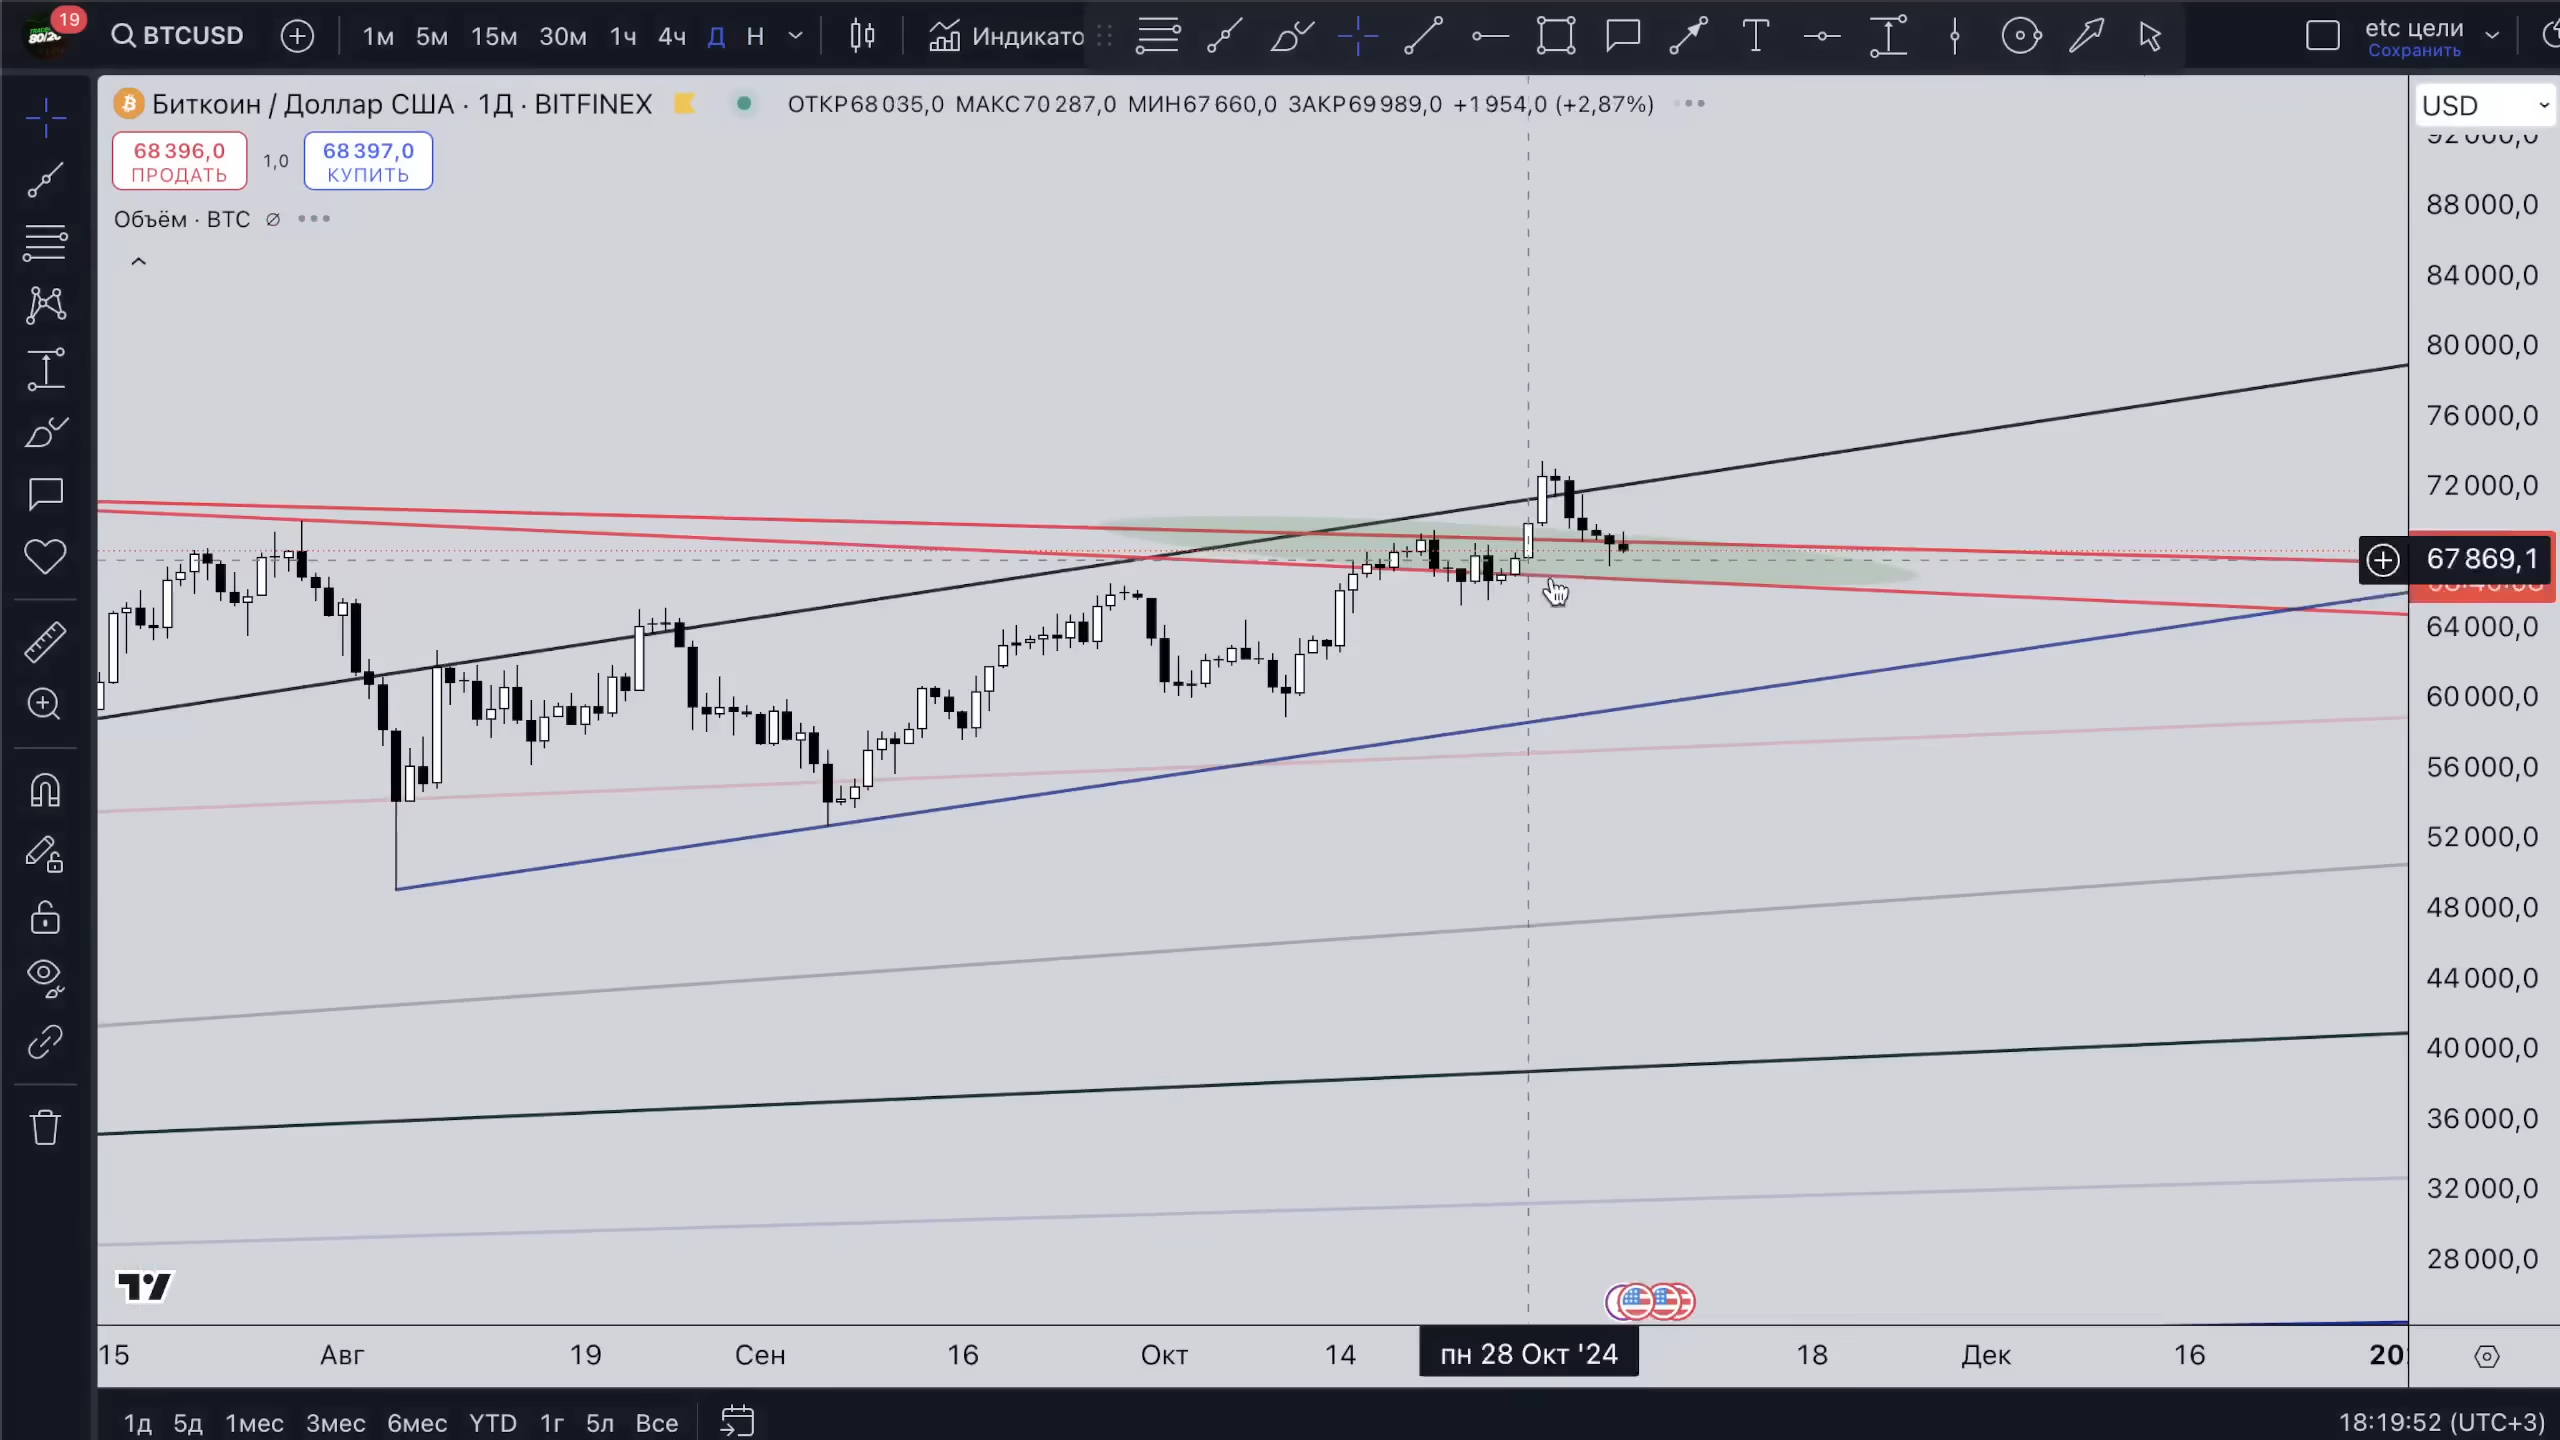 19
BTCUSD
1м 5м 15м 30м 1ч 4ч Д Н
Индикато
etc цели
Сохранить
Биткоин / Доллар США · 1Д · BITFINEX
ОТКР68 035,0 МАКС70 287,0 МИН67 660,0 ЗАКР69 989,0 +1 954,0 (+2,87%)
USD
68 396,0
ПРОДАТЬ
1,0
68 397,0
КУПИТЬ
Объём · BTC
92 000,0
88 000,0
84 000,0
80 000,0
76 000,0
72 000,0
67 869,1
64 000,0
60 000,0
56 000,0
52 000,0
48 000,0
44 000,0
40 000,0
36 000,0
32 000,0
28 000,0
15 Авг 19 Сен 16 Окт 14 пн 28 Окт '24 18 Дек 16 20
1д 5д 1мес 3мес 6мес YTD 1г 5л Все
18:19:52 (UTC+3)